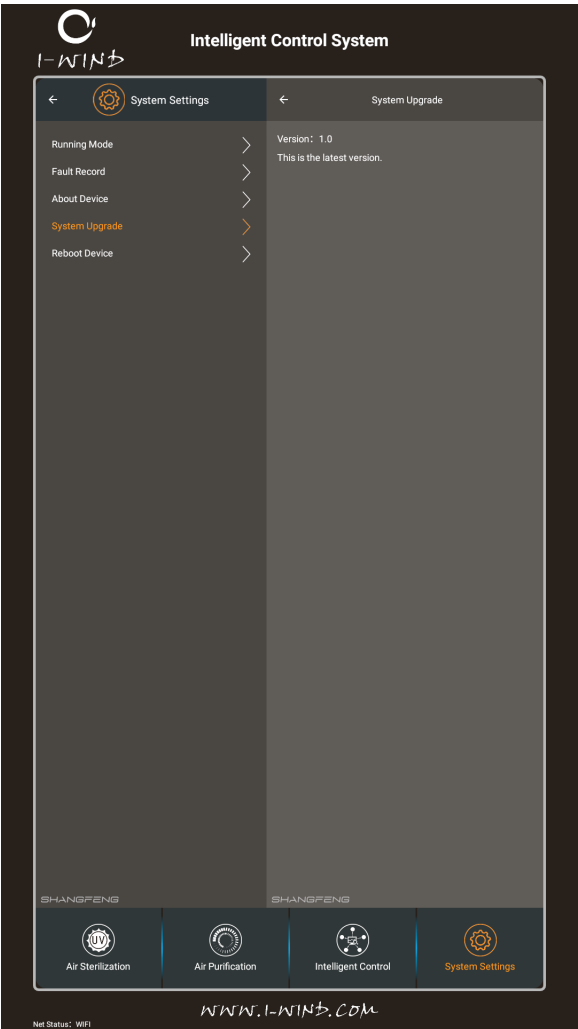 I-WIND
Intelligent Control System
System Settings
System Upgrade
Running Mode
Fault Record
About Device
System Upgrade
Reboot Device
Version：1.0
This is the latest version.
SHANGFENG
SHANGFENG
UV
Air Sterilization
Air Purification
Intelligent Control
System Settings
WWW.I-WIND.COM
Net Status：WIFI